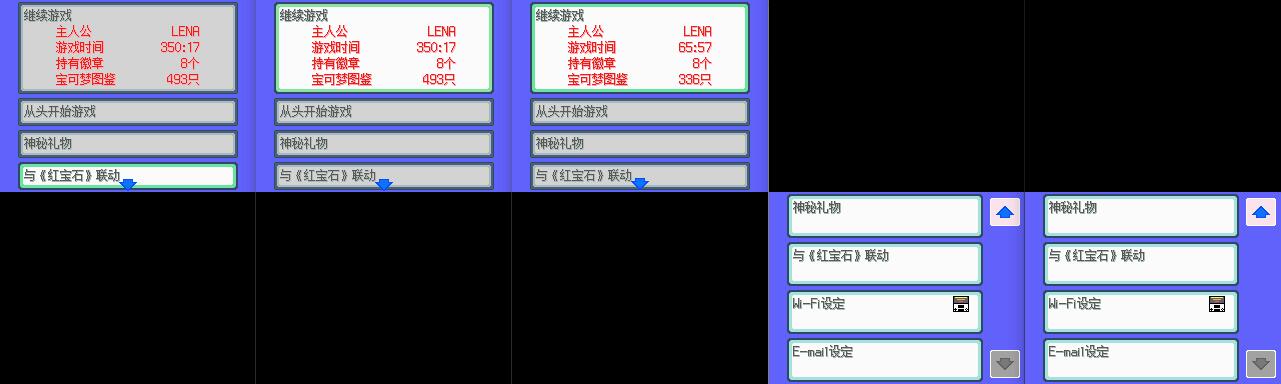 继续游戏
主人公 LENA
游戏时间 350:17
持有徽章 8个
宝可梦图鉴 493只
从头开始游戏
神秘礼物
与《红宝石》联动
继续游戏
主人公 LENA
游戏时间 350:17
持有徽章 8个
宝可梦图鉴 493只
从头开始游戏
神秘礼物
与《红宝石》联动
继续游戏
主人公 LENA
游戏时间 65:57
持有徽章 8个
宝可梦图鉴 336只
从头开始游戏
神秘礼物
与《红宝石》联动
神秘礼物
与《红宝石》联动
Wi-Fi设定
E-mail设定
神秘礼物
与《红宝石》联动
Wi-Fi设定
E-mail设定